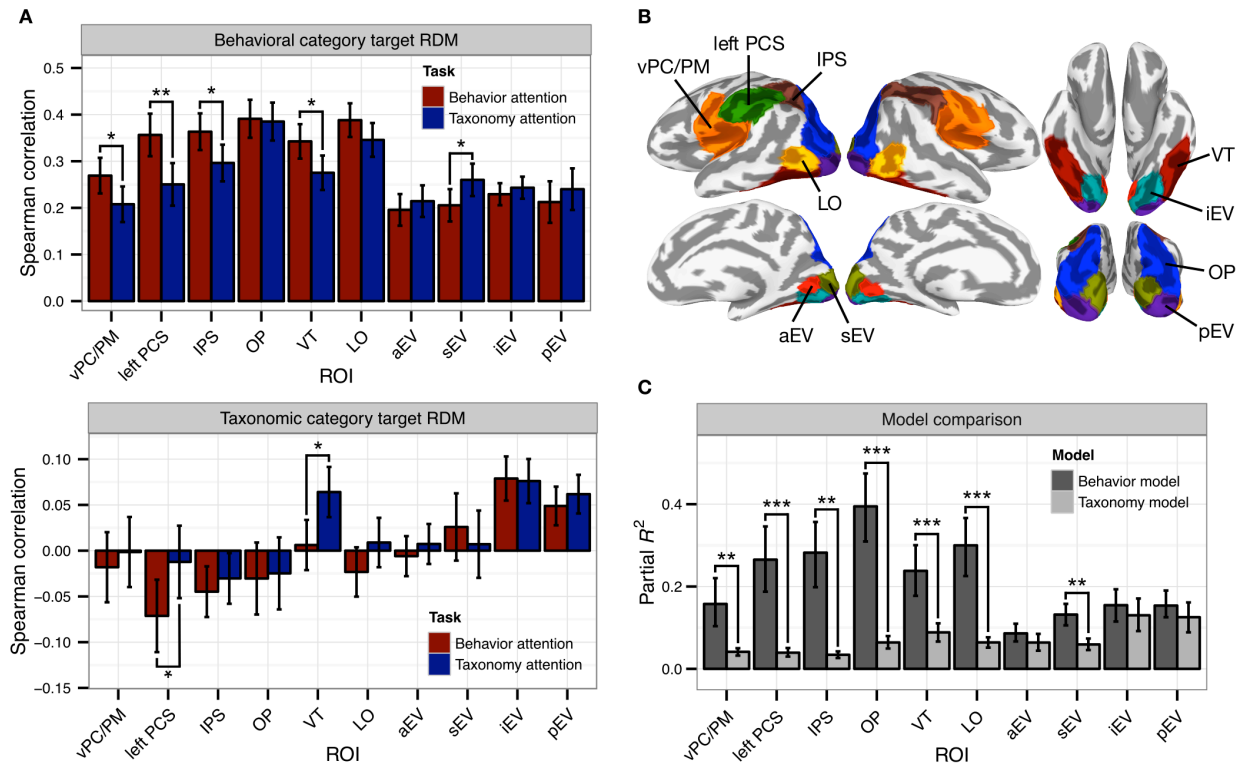 A
Behavioral category target RDM
Spearman correlation
0.5
0.4
0.3
0.2
0.1
0.0
Task
Behavior attention
Taxonomy attention
*
**
*
*
*
vPC/PM
left PCS
IPS
OP
VT
LO
aEV
sEV
iEV
pEV
ROI
Taxonomic category target RDM
Spearman correlation
0.10
0.05
0.00
−0.05
−0.10
−0.15
*
*
Task
Behavior attention
Taxonomy attention
vPC/PM
left PCS
IPS
OP
VT
LO
aEV
sEV
iEV
pEV
ROI
B
left PCS
vPC/PM
IPS
LO
VT
iEV
OP
pEV
aEV
sEV
C
Model comparison
Partial R²
0.4
0.2
0.0
Model
Behavior model
Taxonomy model
**
***
**
***
***
***
**
vPC/PM
left PCS
IPS
OP
VT
LO
aEV
sEV
iEV
pEV
ROI